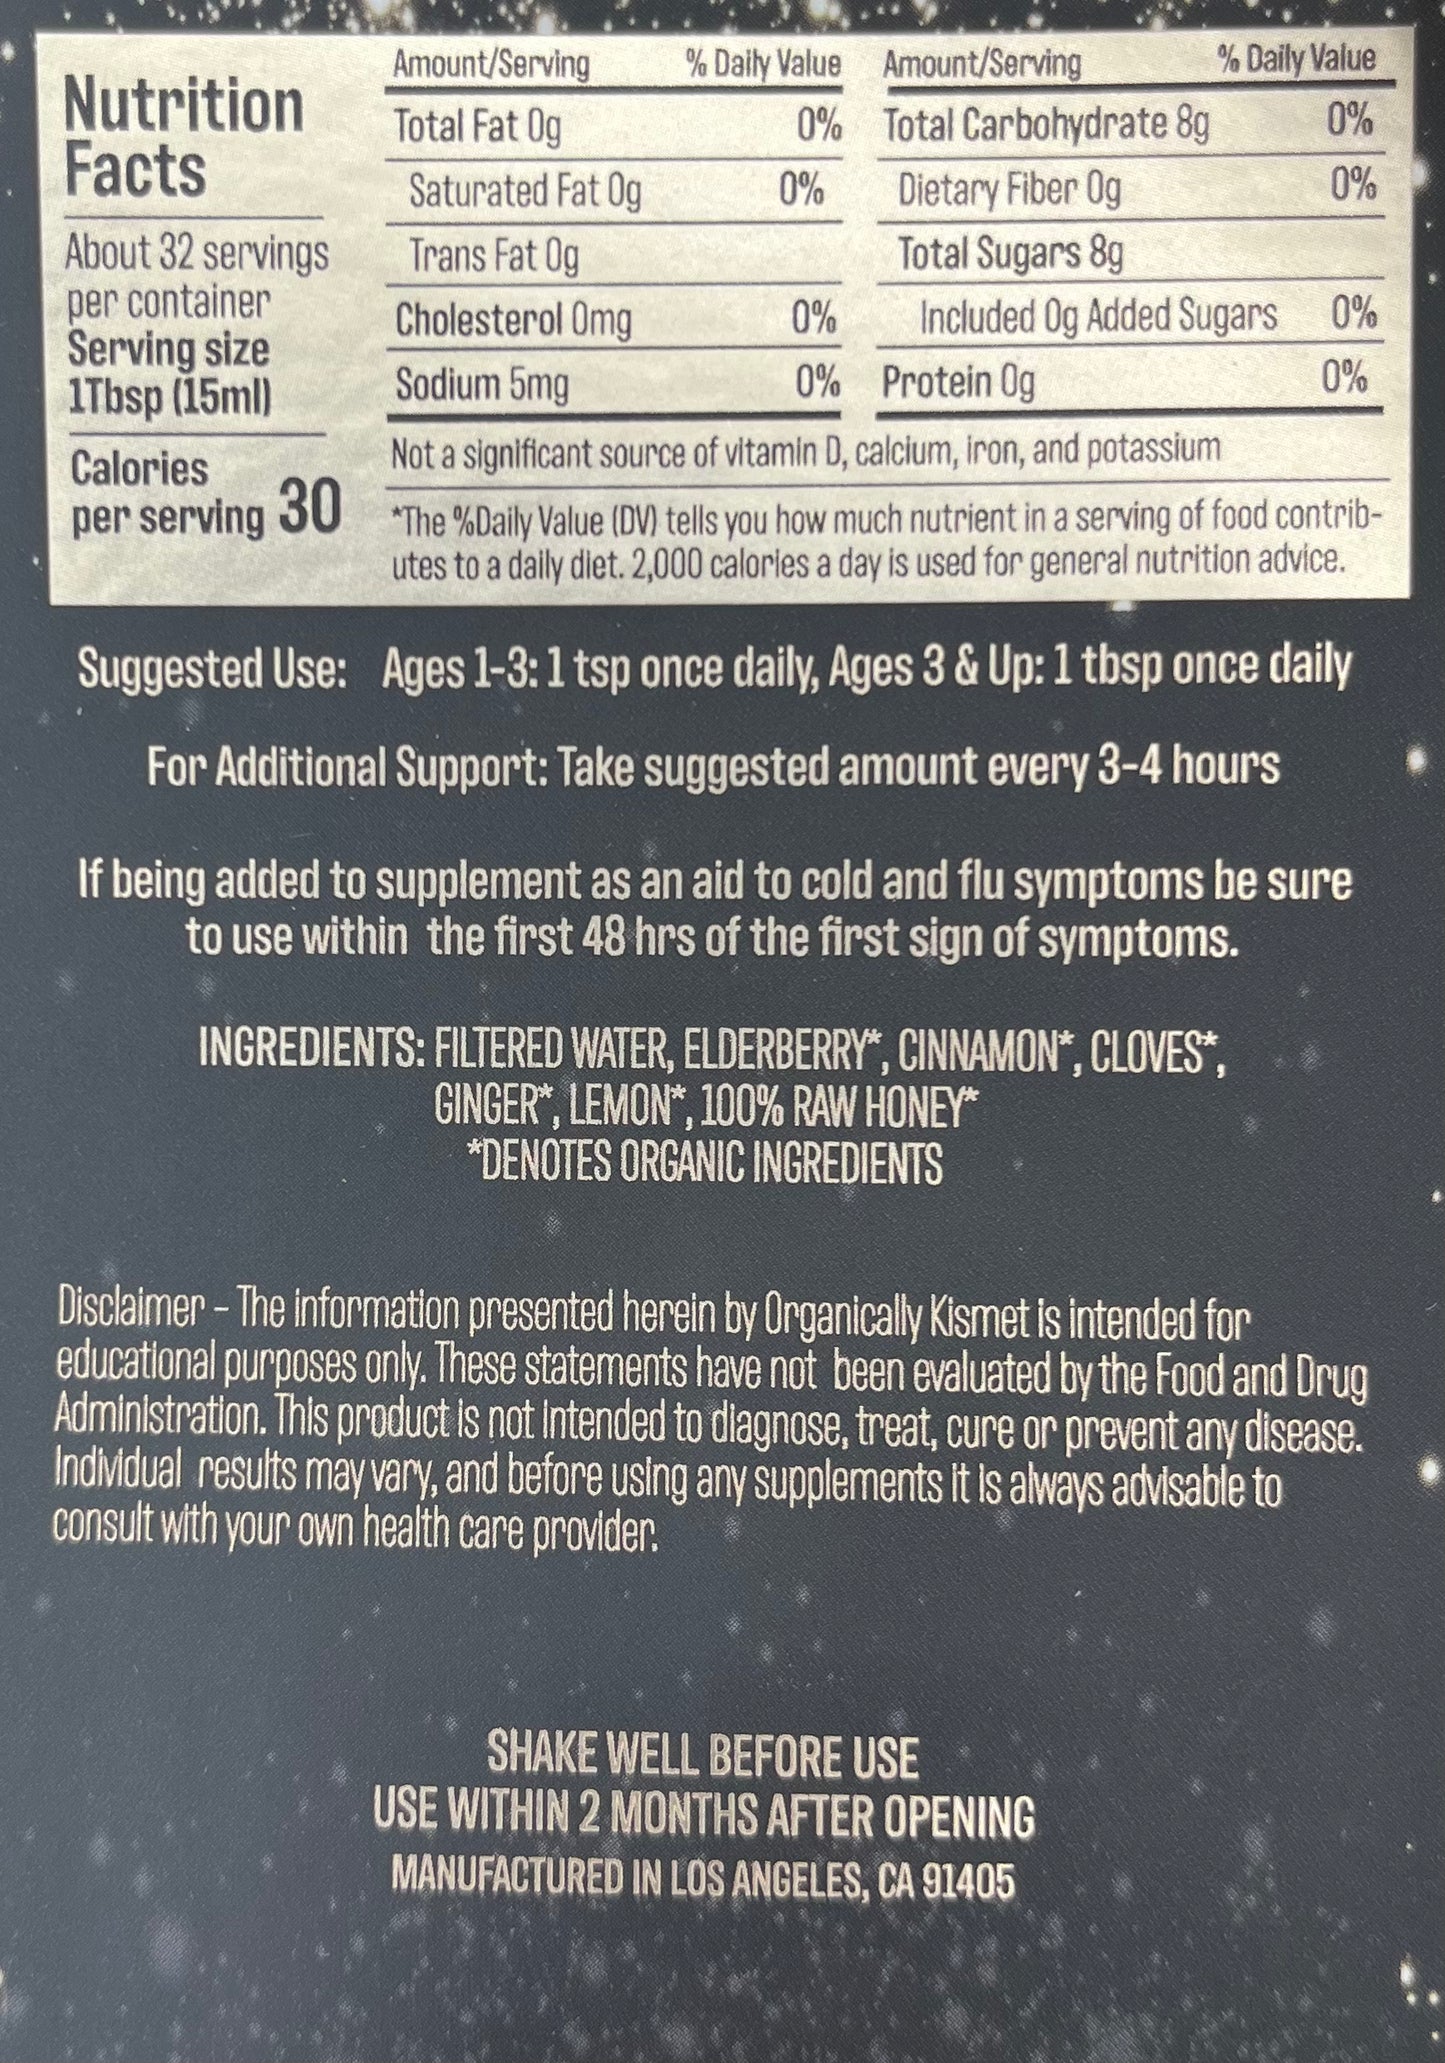 Nutrition
Facts
About 32 servings
per container
Serving size
1Tbsp (15ml)
Calories
per serving 30
Amount/Serving % Daily Value
Total Fat 0g 0%
Saturated Fat 0g 0%
Trans Fat 0g
Cholesterol 0mg 0%
Sodium 5mg 0%
Amount/Serving % Daily Value
Total Carbohydrate 8g 0%
Dietary Fiber 0g 0%
Total Sugars 8g
Included 0g Added Sugars 0%
Protein 0g 0%
Not a significant source of vitamin D, calcium, iron, and potassium
*The %Daily Value (DV) tells you how much nutrient in a serving of food contrib-
utes to a daily diet. 2,000 calories a day is used for general nutrition advice.
Suggested Use: Ages 1-3: 1 tsp once daily, Ages 3 & Up: 1 tbsp once daily
For Additional Support: Take suggested amount every 3-4 hours
If being added to supplement as an aid to cold and flu symptoms be sure
to use within the first 48 hrs of the first sign of symptoms.
INGREDIENTS: FILTERED WATER, ELDERBERRY*, CINNAMON*, CLOVES*,
GINGER*, LEMON*, 100% RAW HONEY*
*DENOTES ORGANIC INGREDIENTS
Disclaimer - The information presented herein by Organically Kismet is intended for
educational purposes only. These statements have not been evaluated by the Food and Drug
Administration. This product is not intended to diagnose, treat, cure or prevent any disease.
Individual results may vary, and before using any supplements it is always advisable to
consult with your own health care provider.
SHAKE WELL BEFORE USE
USE WITHIN 2 MONTHS AFTER OPENING
MANUFACTURED IN LOS ANGELES, CA 91405